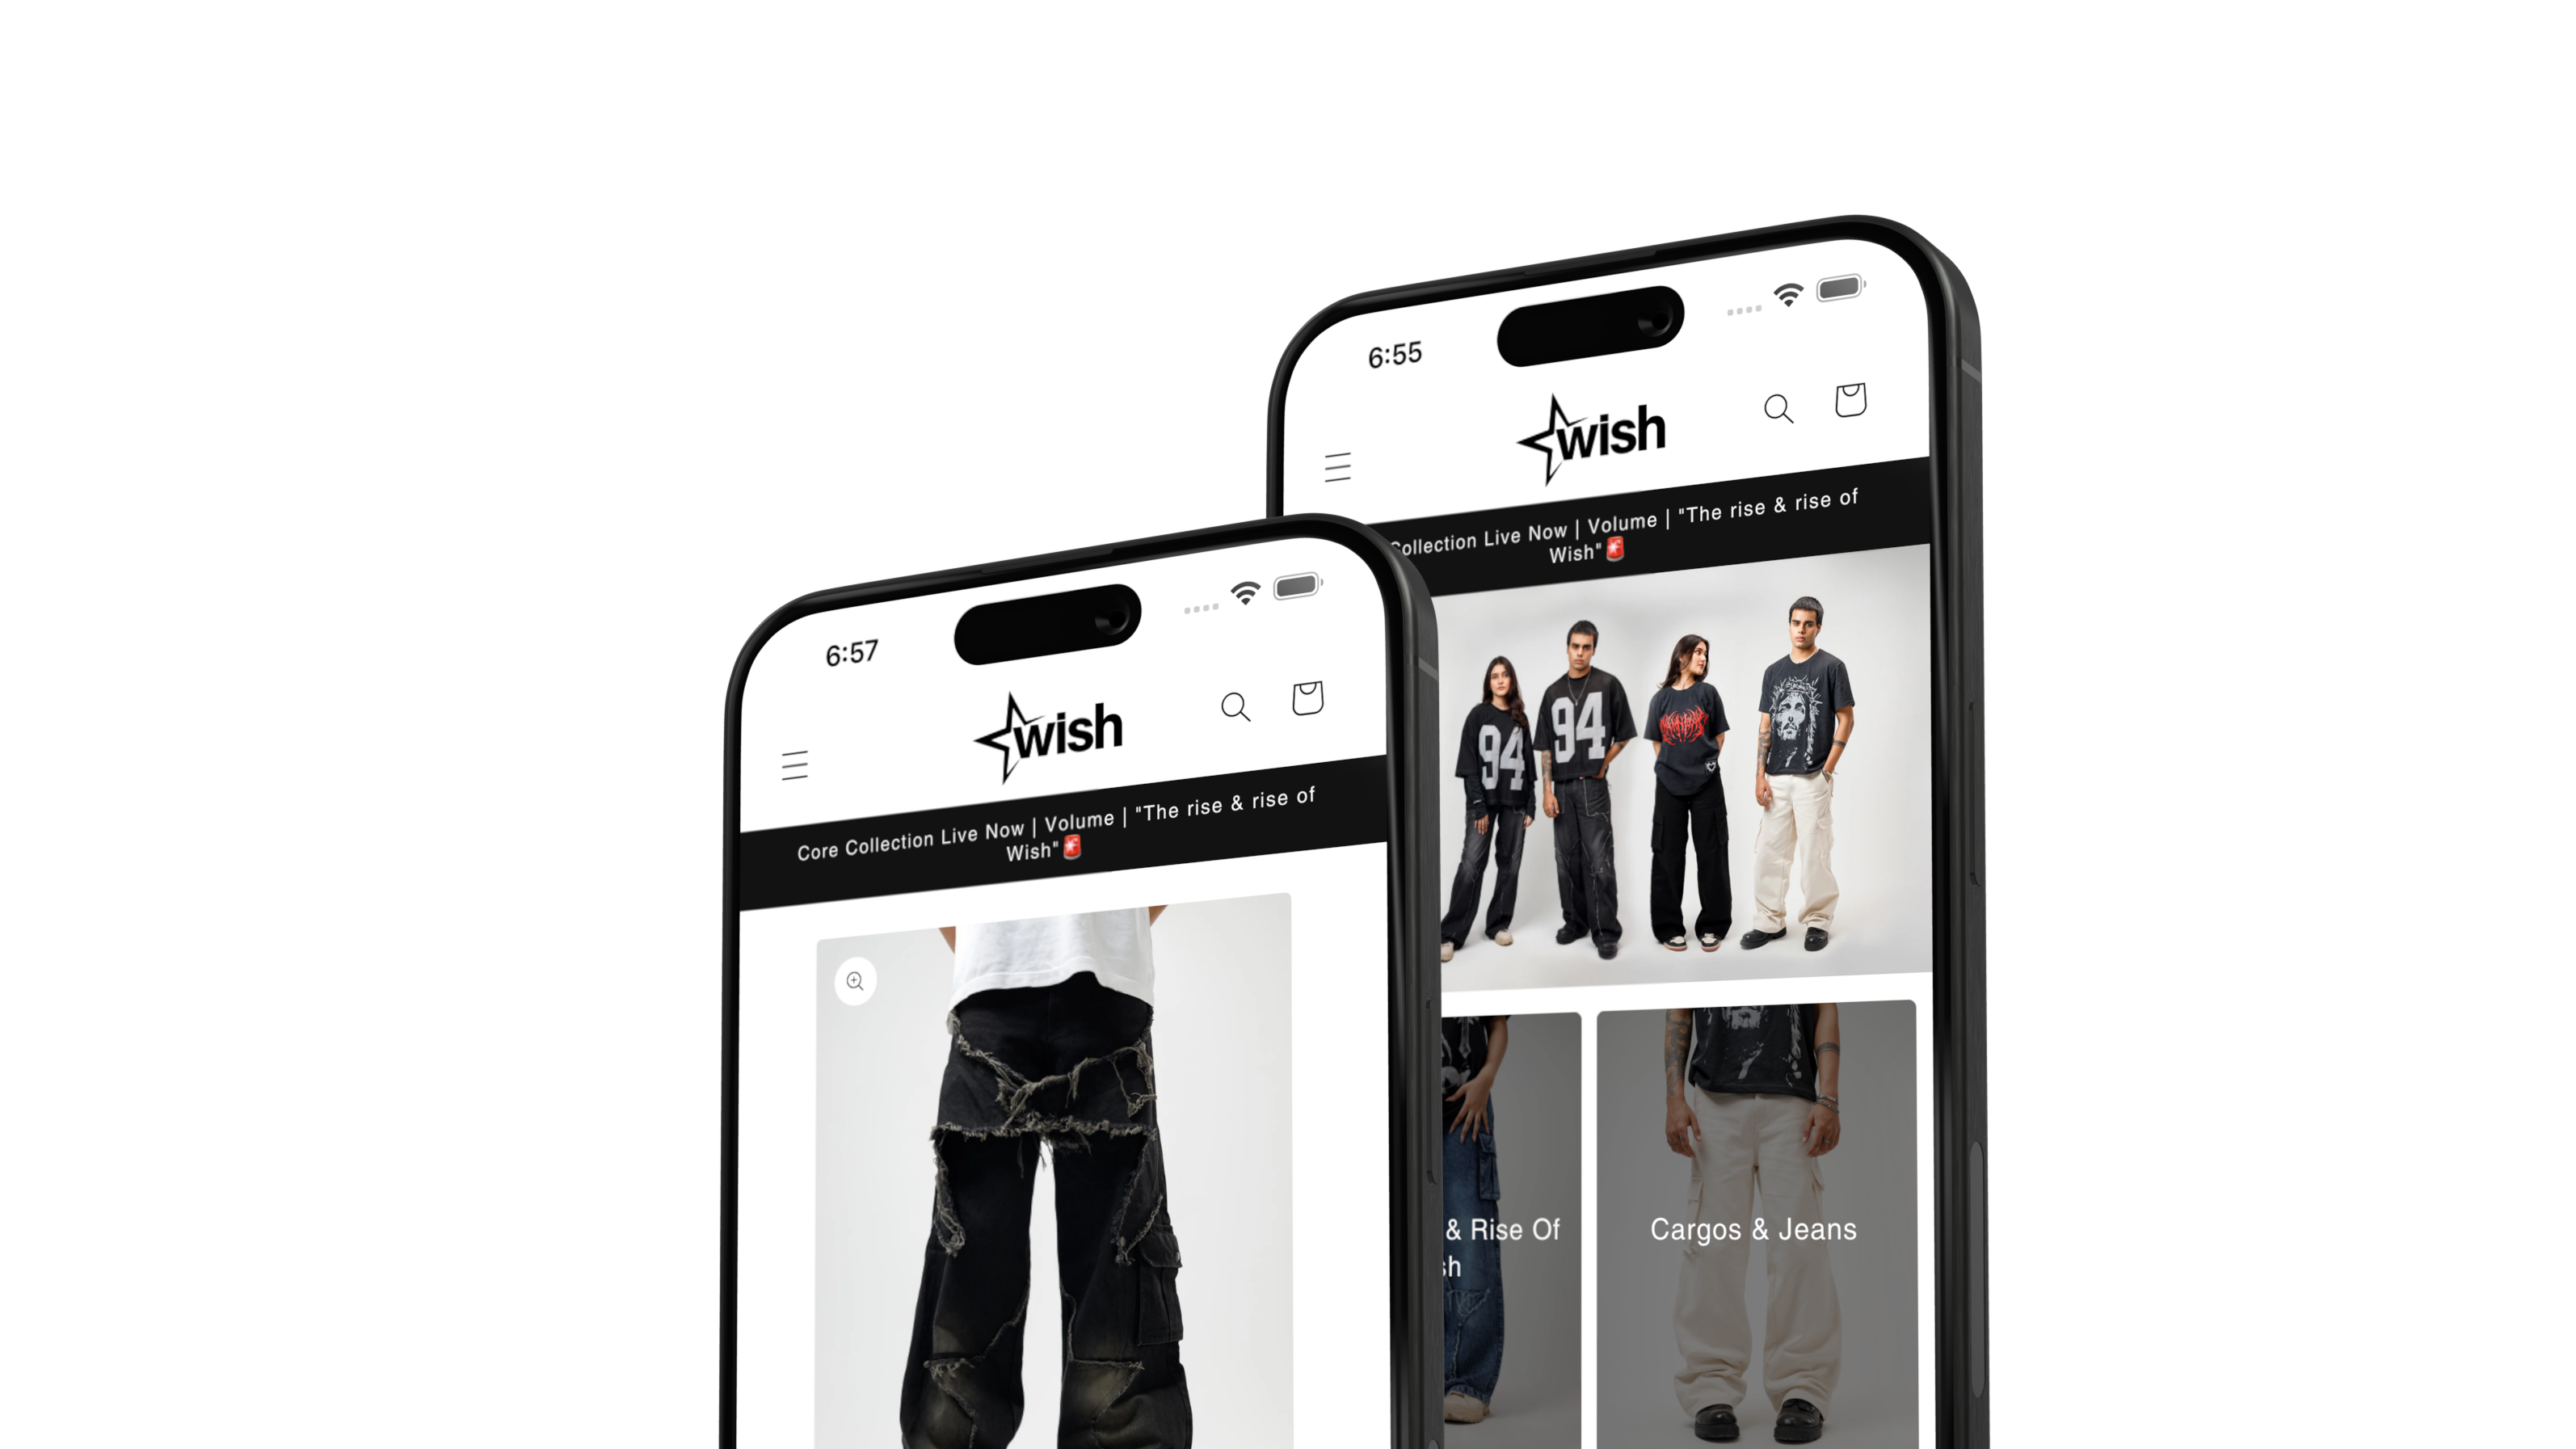 6:55
wish
Collection Live Now | Volume | "The rise & rise of
Wish"🚨
94
94
& Rise Of
sh
Cargos & Jeans
6:57
wish
Core Collection Live Now | Volume | "The rise & rise of
Wish"🚨